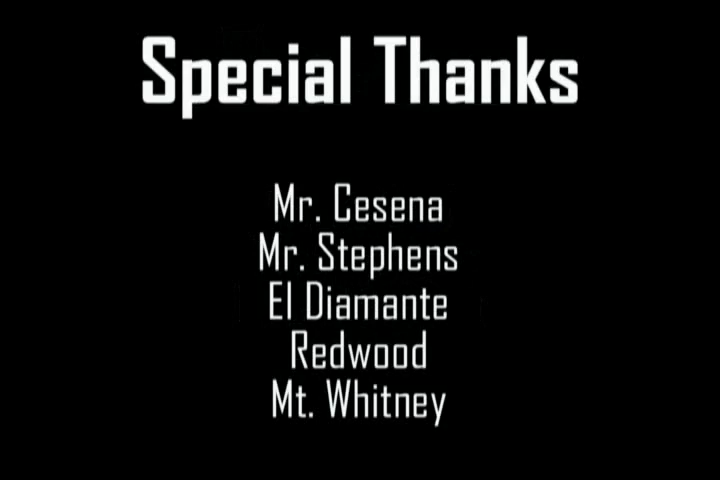 Special Thanks
Mr. Cesena
Mr. Stephens
El Diamante
Redwood
Mt. Whitney